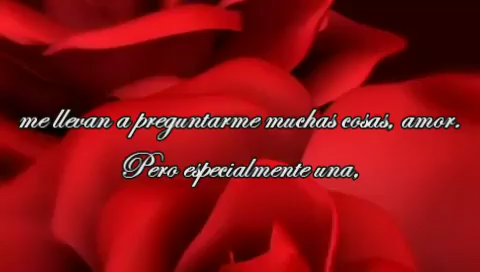 me llevan a preguntarme muchas cosas, amor.
Pero especialmente una,